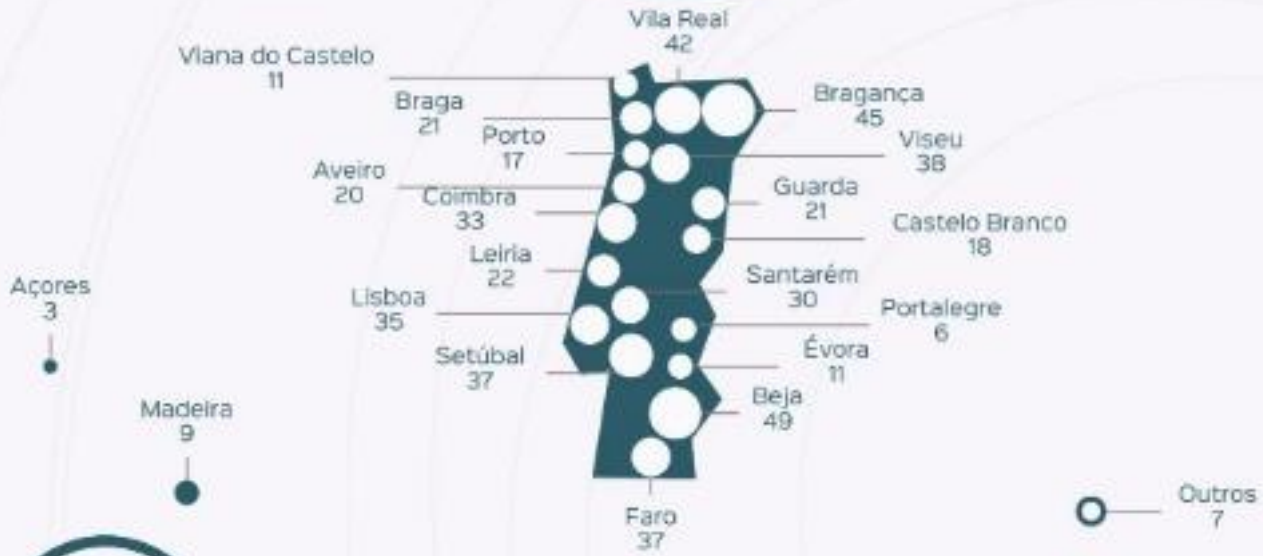 Vila Real
42
Viana do Castelo
11
Bragança
45
Braga
21
Porto
17
Viseu
38
Aveiro
20
Guarda
21
Coimbra
33
Castelo Branco
18
Leiria
22
Santarém
30
Açores
3
Lisboa
35
Portalegre
6
Setúbal
37
Évora
11
Beja
49
Madeira
9
Outros
7
Faro
37